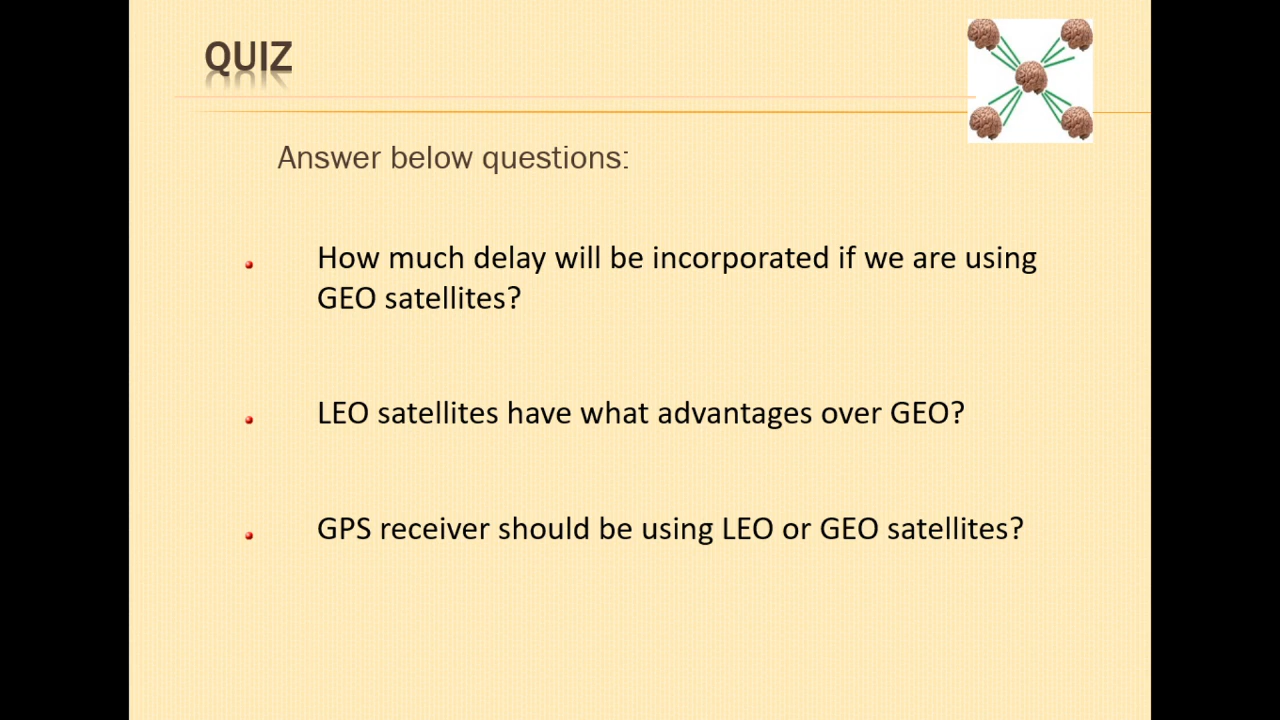 QUIZ
Answer below questions:
How much delay will be incorporated if we are using
GEO satellites?
LEO satellites have what advantages over GEO?
GPS receiver should be using LEO or GEO satellites?